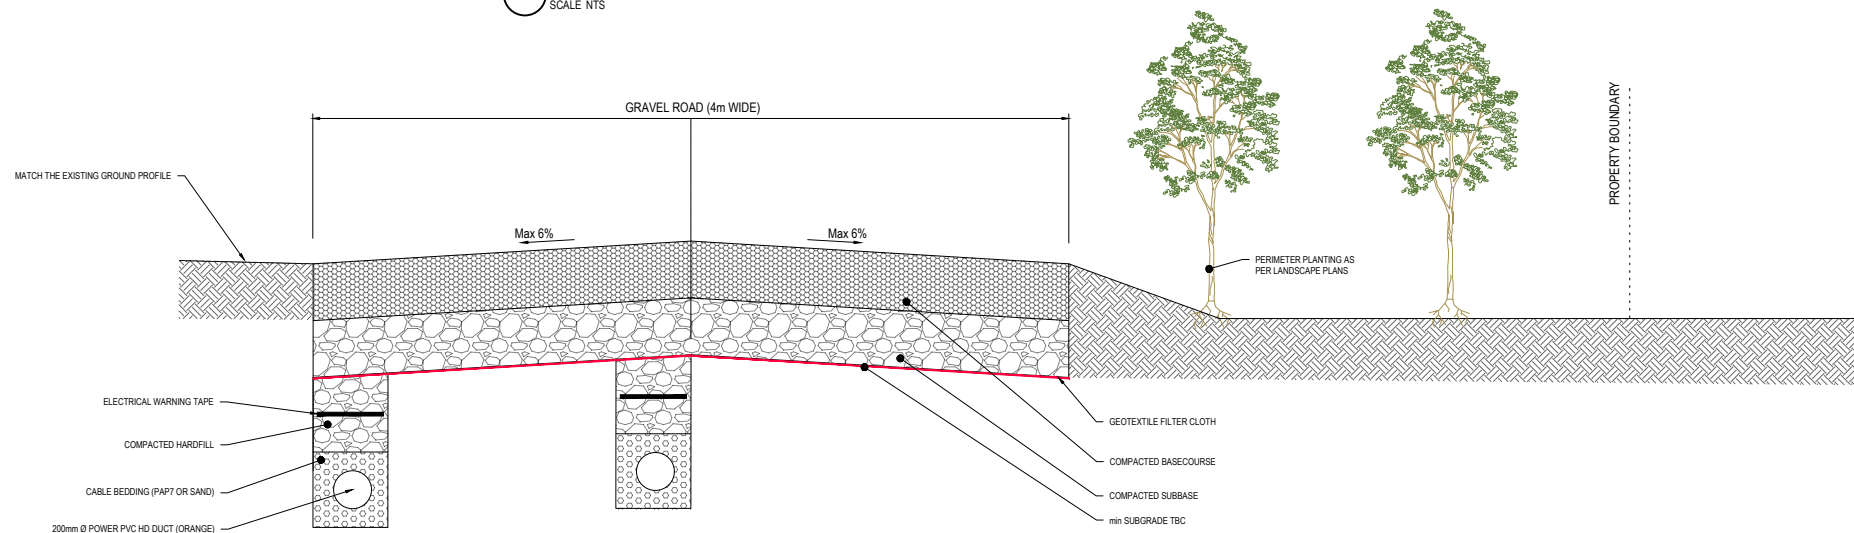 SCALE NTS
GRAVEL ROAD (4m WIDE)
PROPERTY BOUNDARY
MATCH THE EXISTING GROUND PROFILE
Max 6%
Max 6%
PERIMETER PLANTING AS
PER LANDSCAPE PLANS
ELECTRICAL WARNING TAPE
GEOTEXTILE FILTER CLOTH
COMPACTED HARDFILL
COMPACTED BASECOURSE
CABLE BEDDING (PAP7 OR SAND)
COMPACTED SUBBASE
200mm Ø POWER PVC HD DUCT (ORANGE)
min SUBGRADE TBC